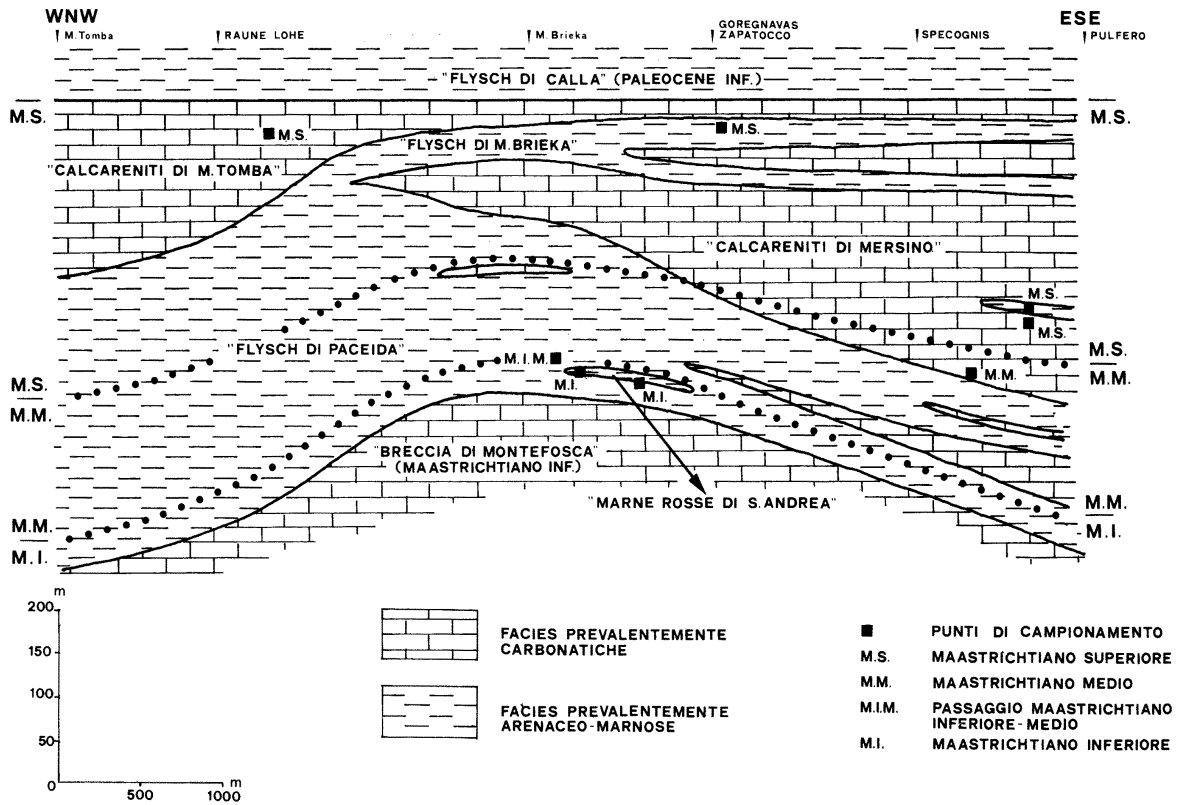 WNW
ESE
M. Tomba
RAUNE LOHE
M. Brieka
GOREGNAVAS
ZAPATOCCO
SPECOGNIS
PULFERO
"FLYSCH DI CALLA" (PALEOCENE INF.)
M.S.
M.S.
M.S.
M.S.
"FLYSCH DI M. BRIEKA"
"CALCARENITI DI M. TOMBA"
"CALCARENITI DI MERSINO"
M.S.
M.S.
"FLYSCH DI PACEIDA"
M.I.M.
M.S.
M.M.
M.M.
M.S.
M.M.
M.I.
M.I.
"BRECCIA DI MONTEFOSCA"
(MAASTRICHTIANO INF.)
"MARNE ROSSE DI S. ANDREA"
M.M.
M.I.
M.M.
M.I.
m
200
150
100
50
0
500
1000
m
FACIES PREVALENTEMENTE
CARBONATICHE
FACIES PREVALENTEMENTE
ARENACEO-MARNOSE
PUNTI DI CAMPIONAMENTO
M.S. MAASTRICHTIANO SUPERIORE
M.M. MAASTRICHTIANO MEDIO
M.I.M. PASSAGGIO MAASTRICHTIANO
INFERIORE-MEDIO
M.I. MAASTRICHTIANO INFERIORE